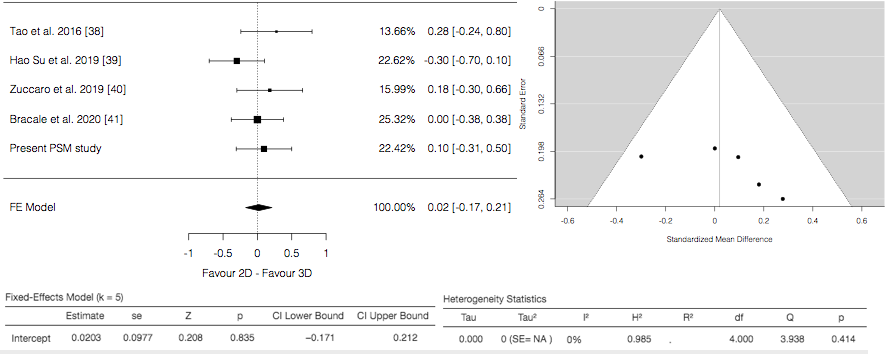 Tao et al. 2016 [38] 13.66% 0.28 [-0.24, 0.80]
Hao Su et al. 2019 [39] 22.62% -0.30 [-0.70, 0.10]
Zuccaro et al. 2019 [40] 15.99% 0.18 [-0.30, 0.66]
Bracale et al. 2020 [41] 25.32% 0.00 [-0.38, 0.38]
Present PSM study 22.42% 0.10 [-0.31, 0.50]
FE Model 100.00% 0.02 [-0.17, 0.21]
-1 -0.5 0 0.5 1
Favour 2D - Favour 3D
Standard Error
0
0.066
0.132
0.198
0.264
-0.6 -0.4 -0.2 0 0.2 0.4 0.6
Standardized Mean Difference
Fixed-Effects Model (k = 5)
Estimate se Z p CI Lower Bound CI Upper Bound
Intercept 0.0203 0.0977 0.208 0.835 −0.171 0.212
Heterogeneity Statistics
Tau Tau² I² H² R² df Q p
0.000 0 (SE= NA ) 0% 0.985 . 4.000 3.938 0.414